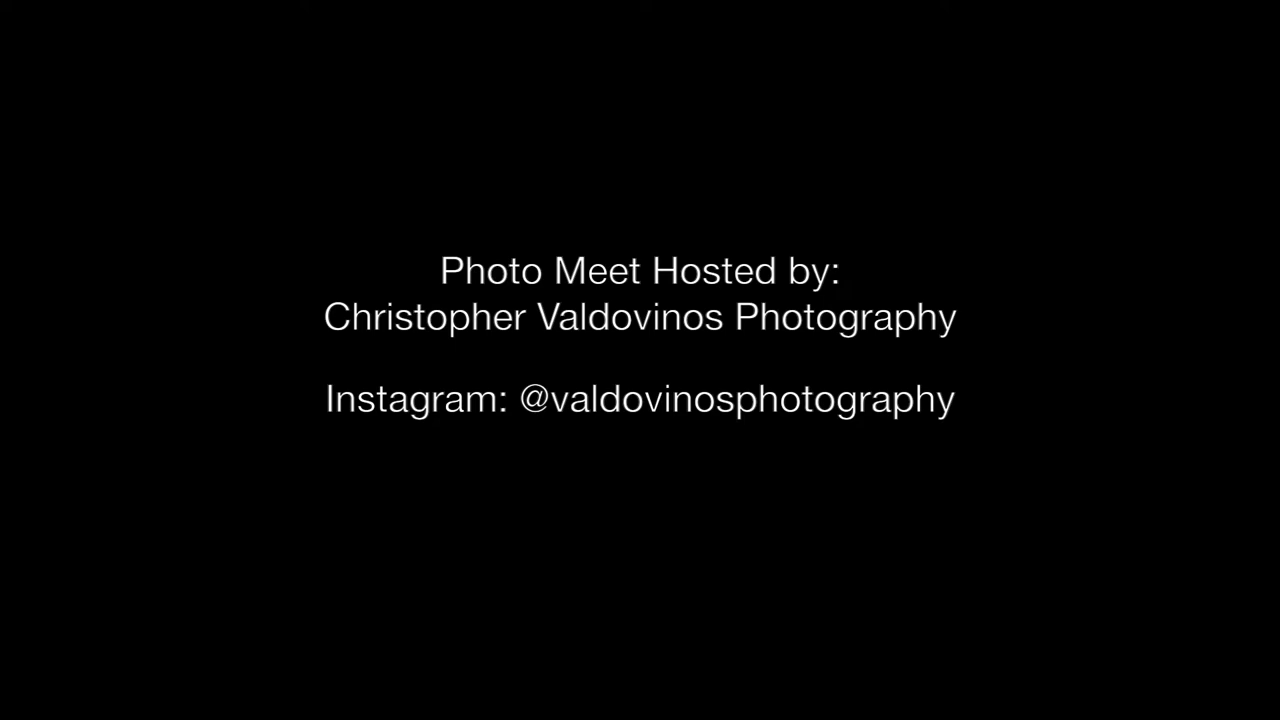 Photo Meet Hosted by:
Christopher Valdovinos Photography
Instagram: @valdovinosphotography